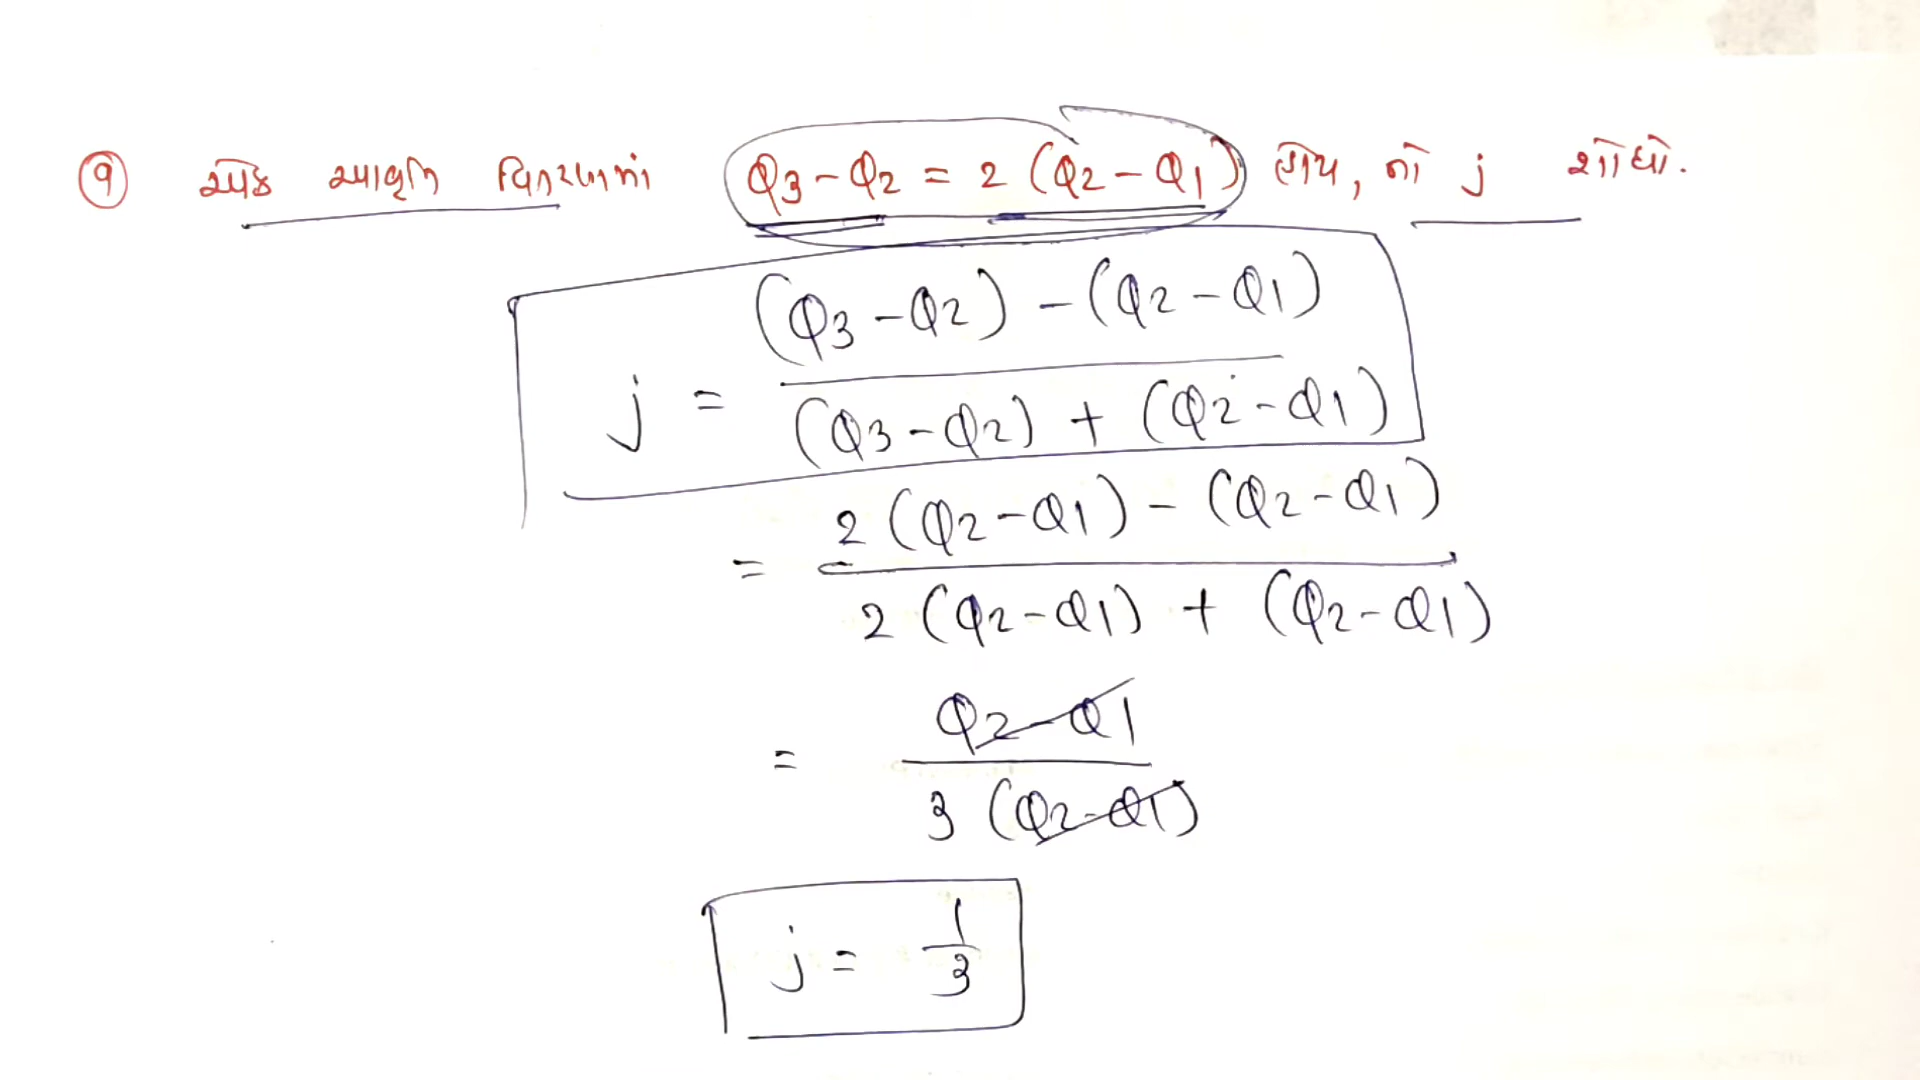 ૧ એક આવૃત્તિ વિતરણમાં Q3 - Q2 = 2 (Q2 - Q1) હોય, તો j શોધો.
(Q3 - Q2) - (Q2 - Q1)
j = (Q3 - Q2) + (Q2 - Q1)
2 (Q2 - Q1) - (Q2 - Q1)
= 2 (Q2 - Q1) + (Q2 - Q1)
Q2 - Q1
= 3 (Q2 - Q1)
j = 1/3